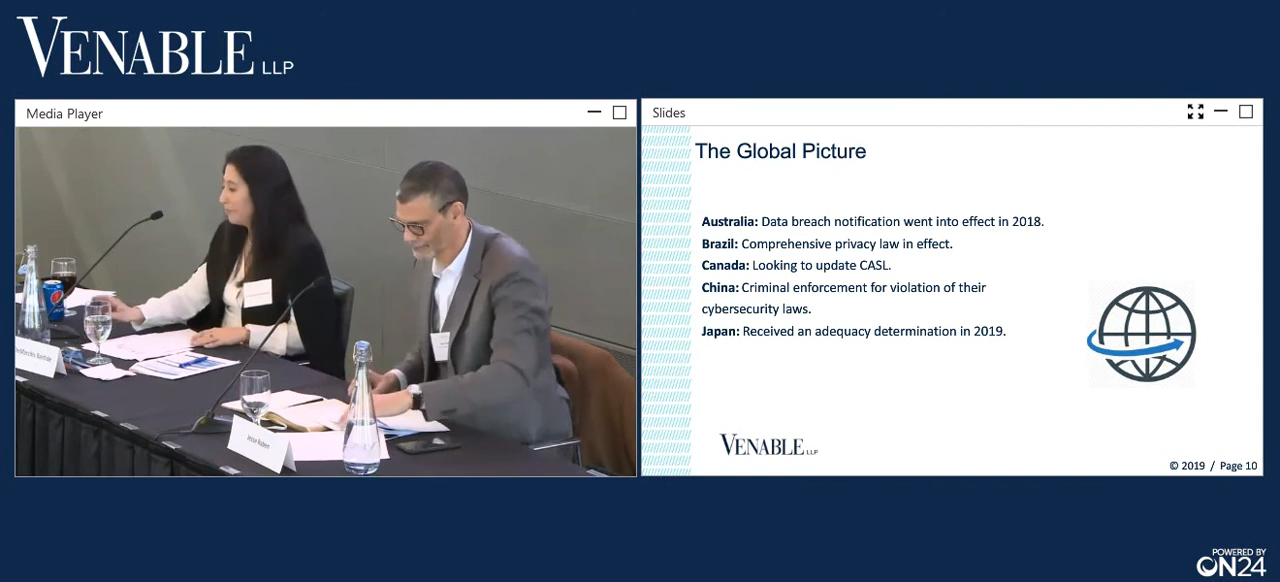 VENABLE LLP
Media Player
Slides
The Global Picture
Australia: Data breach notification went into effect in 2018.
Brazil: Comprehensive privacy law in effect.
Canada: Looking to update CASL.
China: Criminal enforcement for violation of their
cybersecurity laws.
Japan: Received an adequacy determination in 2019.
VENABLE LLP
© 2019 / Page 10
pepsi
POWERED BY
ON24